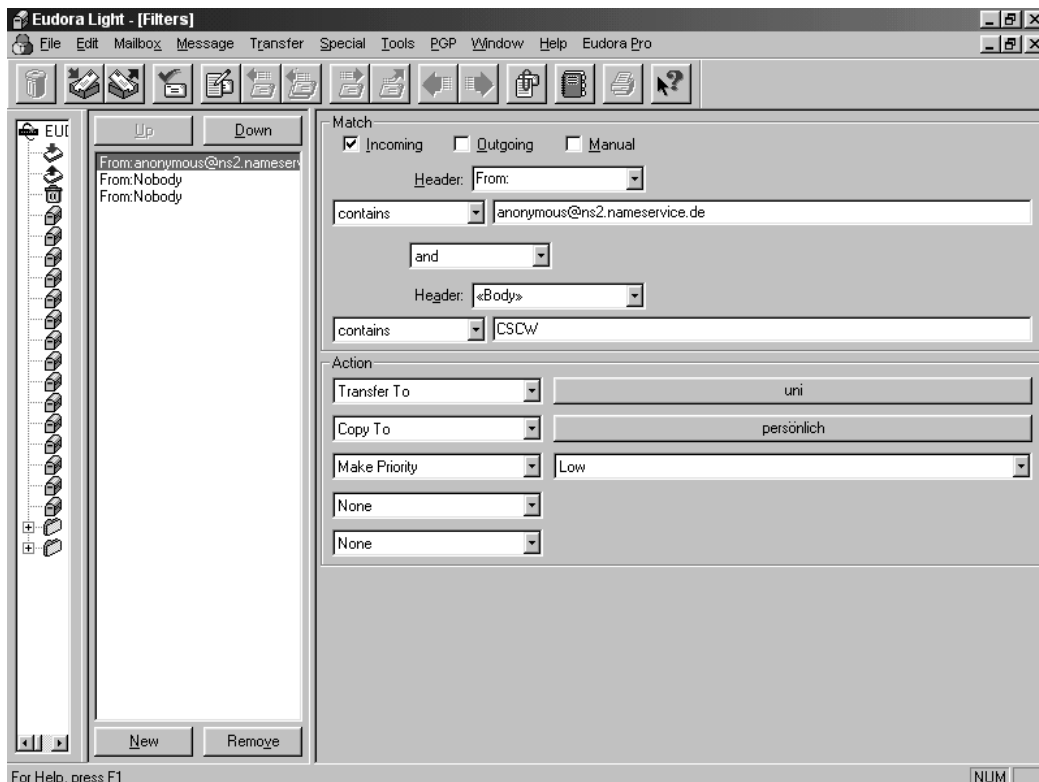 Eudora Light - [Filters]
File Edit Mailbox Message Transfer Special Tools PGP Window Help Eudora Pro
EUD
Up Down
From:anonymous@ns2.nameserv
From:Nobody
From:Nobody
New Remove
Match
Incoming Outgoing Manual
Header: From:
contains anonymous@ns2.nameservice.de
and
Header: «Body»
contains CSCW
Action
Transfer To uni
Copy To persönlich
Make Priority Low
None
None
For Help, press F1 NUM